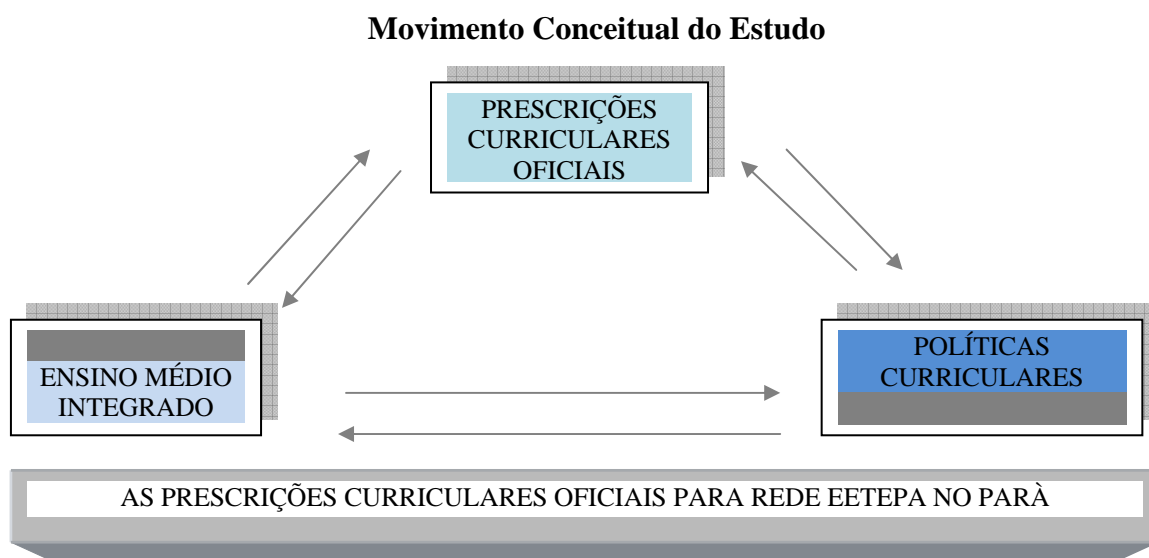 Movimento Conceitual do Estudo
PRESCRIÇÕES
CURRICULARES
OFICIAIS
ENSINO MÉDIO
INTEGRADO
POLÍTICAS
CURRICULARES
AS PRESCRIÇÕES CURRICULARES OFICIAIS PARA REDE EETEPA NO PARÀ